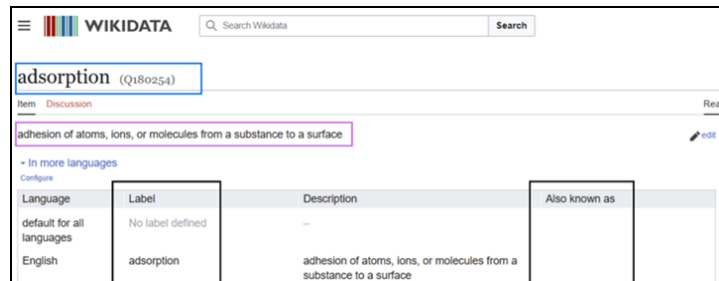 WIKIDATA
Search Wikidata
Search
adsorption (Q180254)
Item Discussion
adhesion of atoms, ions, or molecules from a substance to a surface
edit
In more languages
Configure
Language Label Description Also known as
default for all No label defined –
languages
English adsorption adhesion of atoms, ions, or molecules from a
substance to a surface